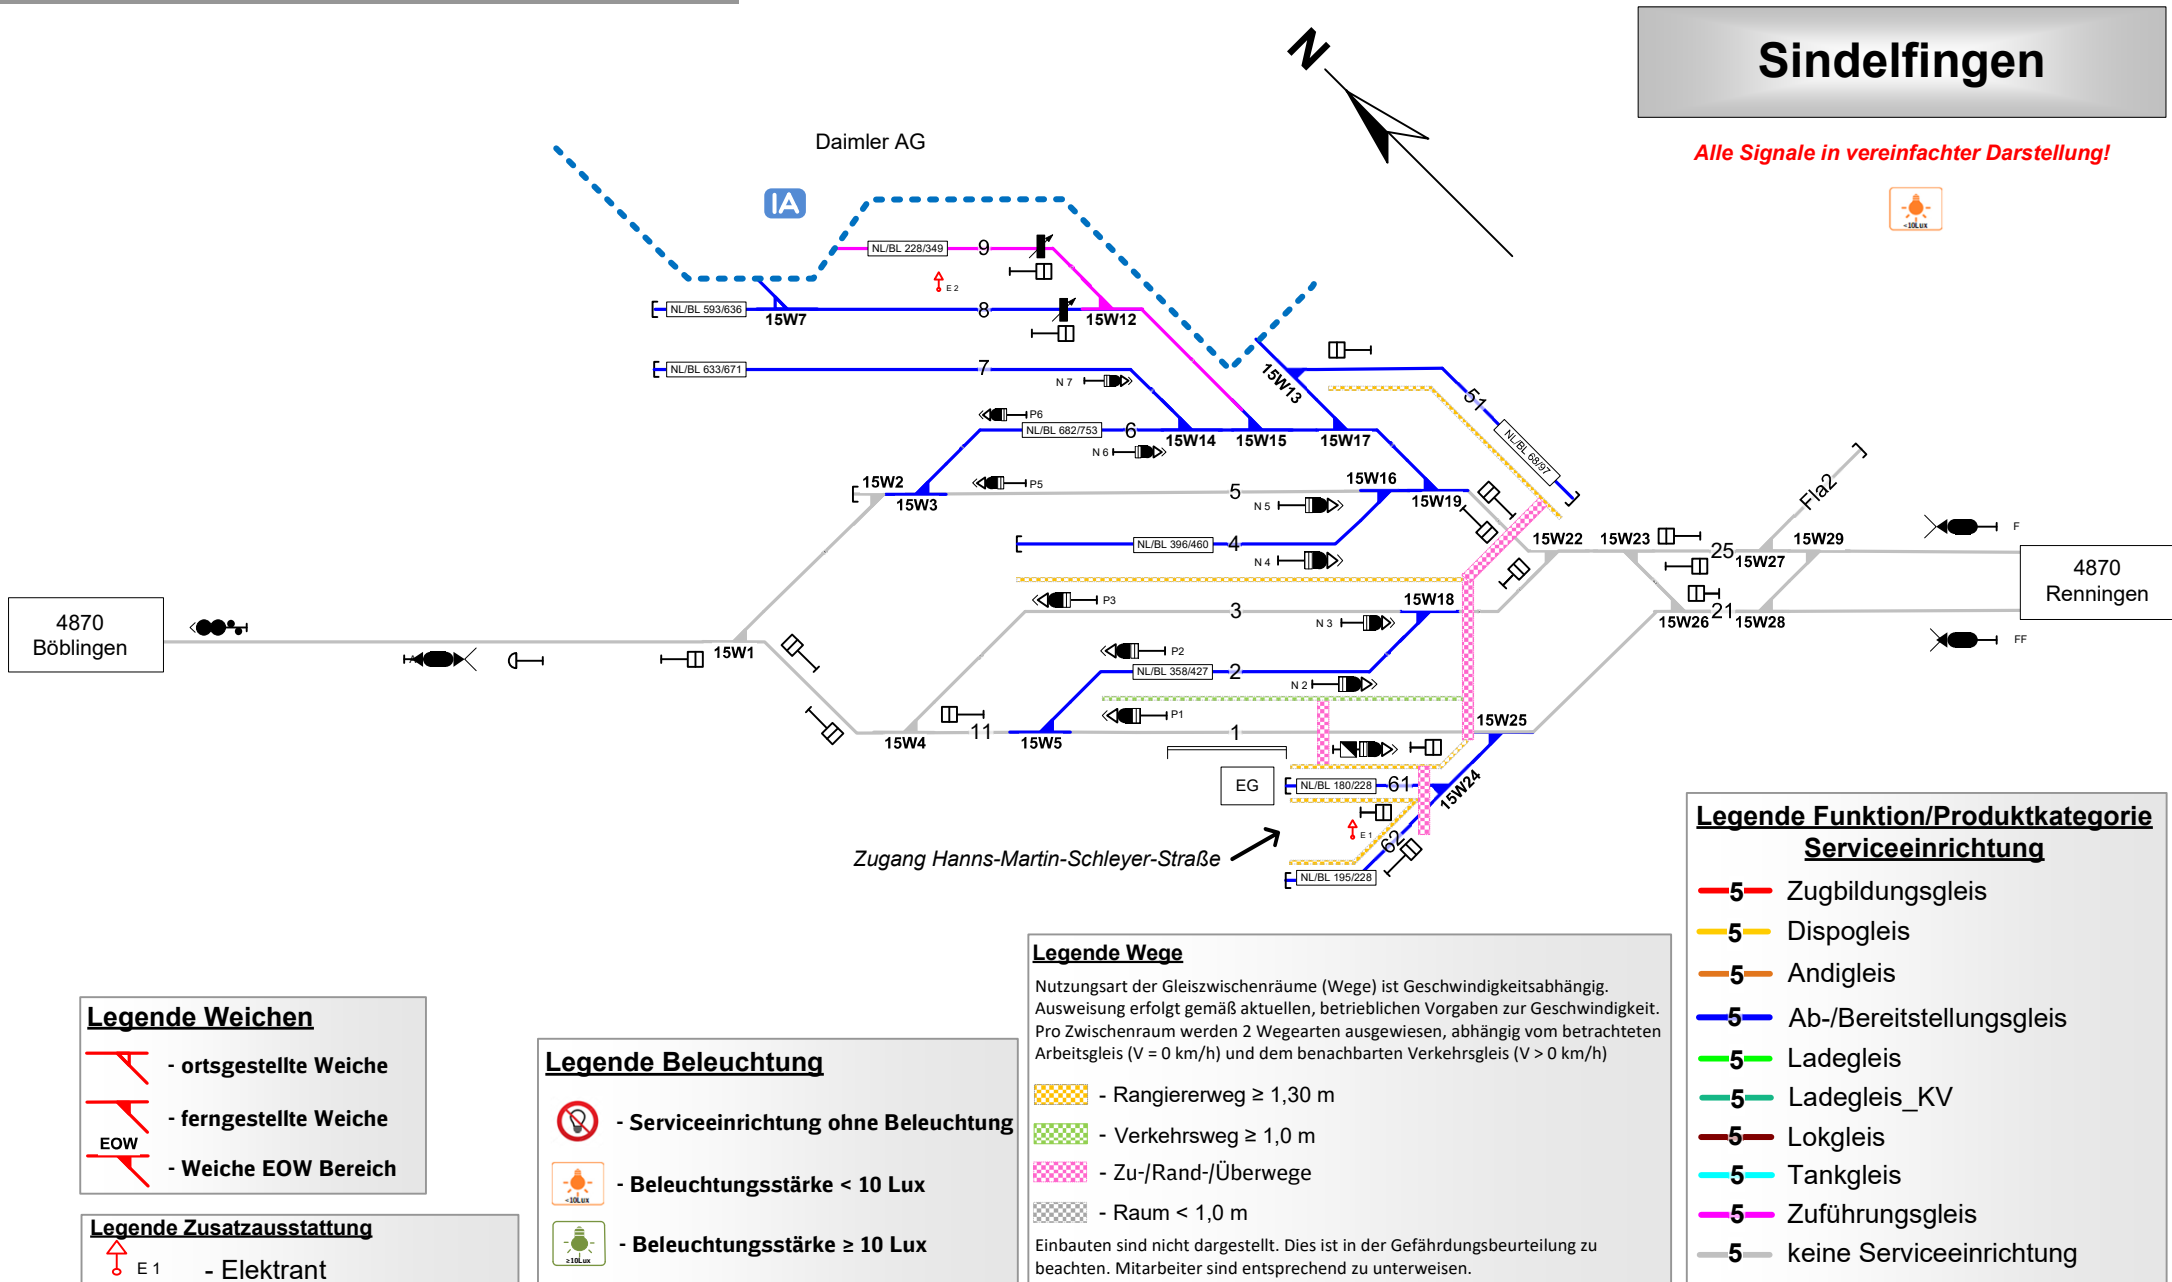 Sindelfingen
Alle Signale in vereinfachter Darstellung!
<10Lux
N
Daimler AG
IA
NL/BL 228/349
9
E 2
NL/BL 593/636
15W7
8
15W12
NL/BL 633/671
7
N 7
15W13
51
NL/BL 68/97
P6
NL/BL 682/753
6
15W14
15W15
15W17
N 6
15W2
15W3
P5
5
15W16
15W19
N 5
Fla2
NL/BL 396/460
4
N 4
15W22
15W23
25
15W27
15W29
F
4870
Renningen
4870
Böblingen
P3
3
15W18
N 3
15W26
21
15W28
FF
15W1
P2
NL/BL 358/427
2
N 2
P1
15W4
11
15W5
1
15W25
EG
NL/BL 180/228
61
15W24
E 1
62
NL/BL 195/228
Zugang Hanns-Martin-Schleyer-Straße
Legende Funktion/Produktkategorie
Serviceeinrichtung
5 Zugbildungsgleis
5 Dispogleis
5 Andigleis
5 Ab-/Bereitstellungsgleis
5 Ladegleis
5 Ladegleis_KV
5 Lokgleis
5 Tankgleis
5 Zuführungsgleis
5 keine Serviceeinrichtung
Legende Wege
Nutzungsart der Gleiszwischenräume (Wege) ist Geschwindigkeitsabhängig.
Ausweisung erfolgt gemäß aktuellen, betrieblichen Vorgaben zur Geschwindigkeit.
Pro Zwischenraum werden 2 Wegearten ausgewiesen, abhängig vom betrachteten
Arbeitsgleis (V = 0 km/h) und dem benachbarten Verkehrsgleis (V > 0 km/h)
- Rangiererweg ≥ 1,30 m
- Verkehrsweg ≥ 1,0 m
- Zu-/Rand-/Überwege
- Raum < 1,0 m
Einbauten sind nicht dargestellt. Dies ist in der Gefährdungsbeurteilung zu
beachten. Mitarbeiter sind entsprechend zu unterweisen.
Legende Weichen
- ortsgestellte Weiche
- ferngestellte Weiche
EOW
- Weiche EOW Bereich
Legende Beleuchtung
- Serviceeinrichtung ohne Beleuchtung
<10Lux
- Beleuchtungsstärke < 10 Lux
≥10Lux
- Beleuchtungsstärke ≥ 10 Lux
Legende Zusatzausstattung
E 1 - Elektrant